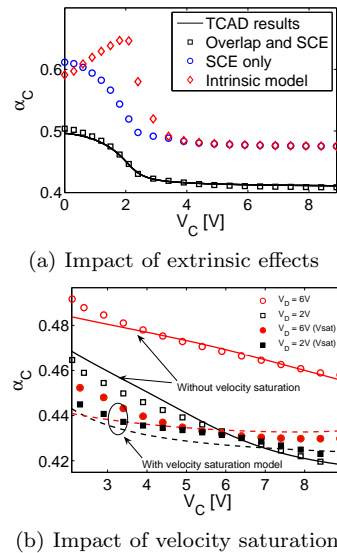 TCAD results
Overlap and SCE
SCE only
Intrinsic model
α_C
0.6
0.5
0.4
0 2 4 6 8
V_C [V]
(a) Impact of extrinsic effects
V_D = 6V
V_D = 2V
V_D = 6V (Vsat)
V_D = 2V (Vsat)
α_C
0.48
0.46
0.44
0.42
Without velocity saturation
With velocity saturation model
3 4 5 6 7 8
V_C [V]
(b) Impact of velocity saturation